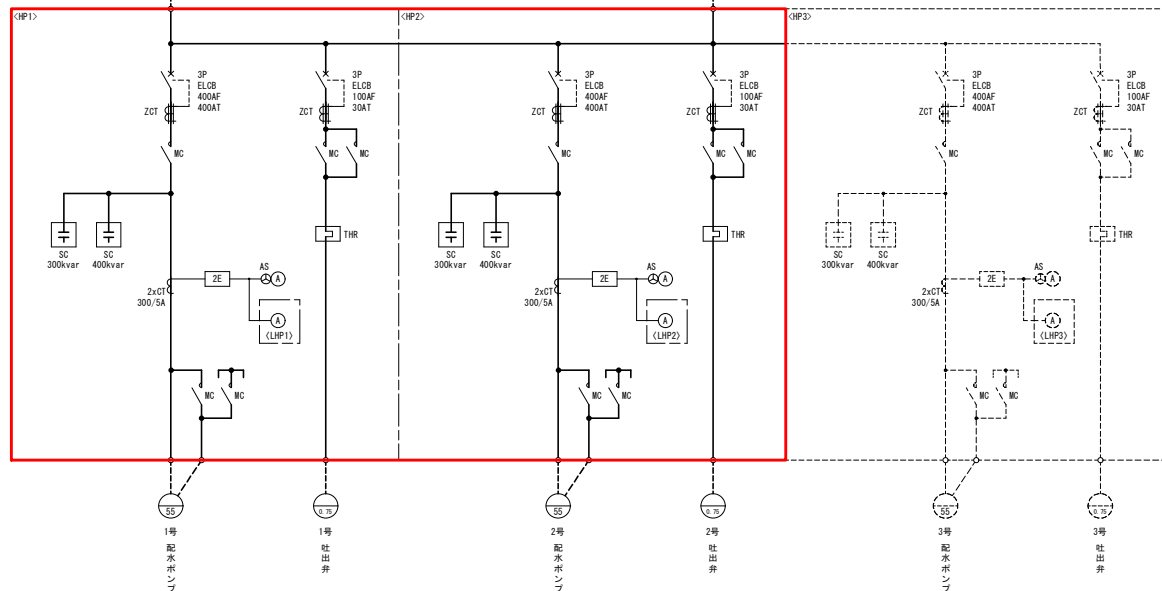 <HP1>
<HP2>
<HP3>
3P
ELCB
400AF
400AT
ZCT
MC
3P
ELCB
100AF
30AT
ZCT
MC
MC
SC
300kvar
SC
400kvar
THR
2E
AS
A
2xCT
300/5A
A
<LHP1>
MC
MC
3P
ELCB
400AF
400AT
ZCT
MC
3P
ELCB
100AF
30AT
ZCT
MC
MC
SC
300kvar
SC
400kvar
THR
2E
AS
A
2xCT
300/5A
A
<LHP2>
MC
MC
3P
ELCB
400AF
400AT
ZCT
MC
3P
ELCB
100AF
30AT
ZCT
MC
MC
SC
300kvar
SC
400kvar
THR
2E
AS
A
2xCT
300/5A
A
<LHP3>
MC
MC
55
0.75
55
0.75
55
0.75
1号
配水ポンプ
1号
吐出弁
2号
配水ポンプ
2号
吐出弁
3号
配水ポンプ
3号
吐出弁